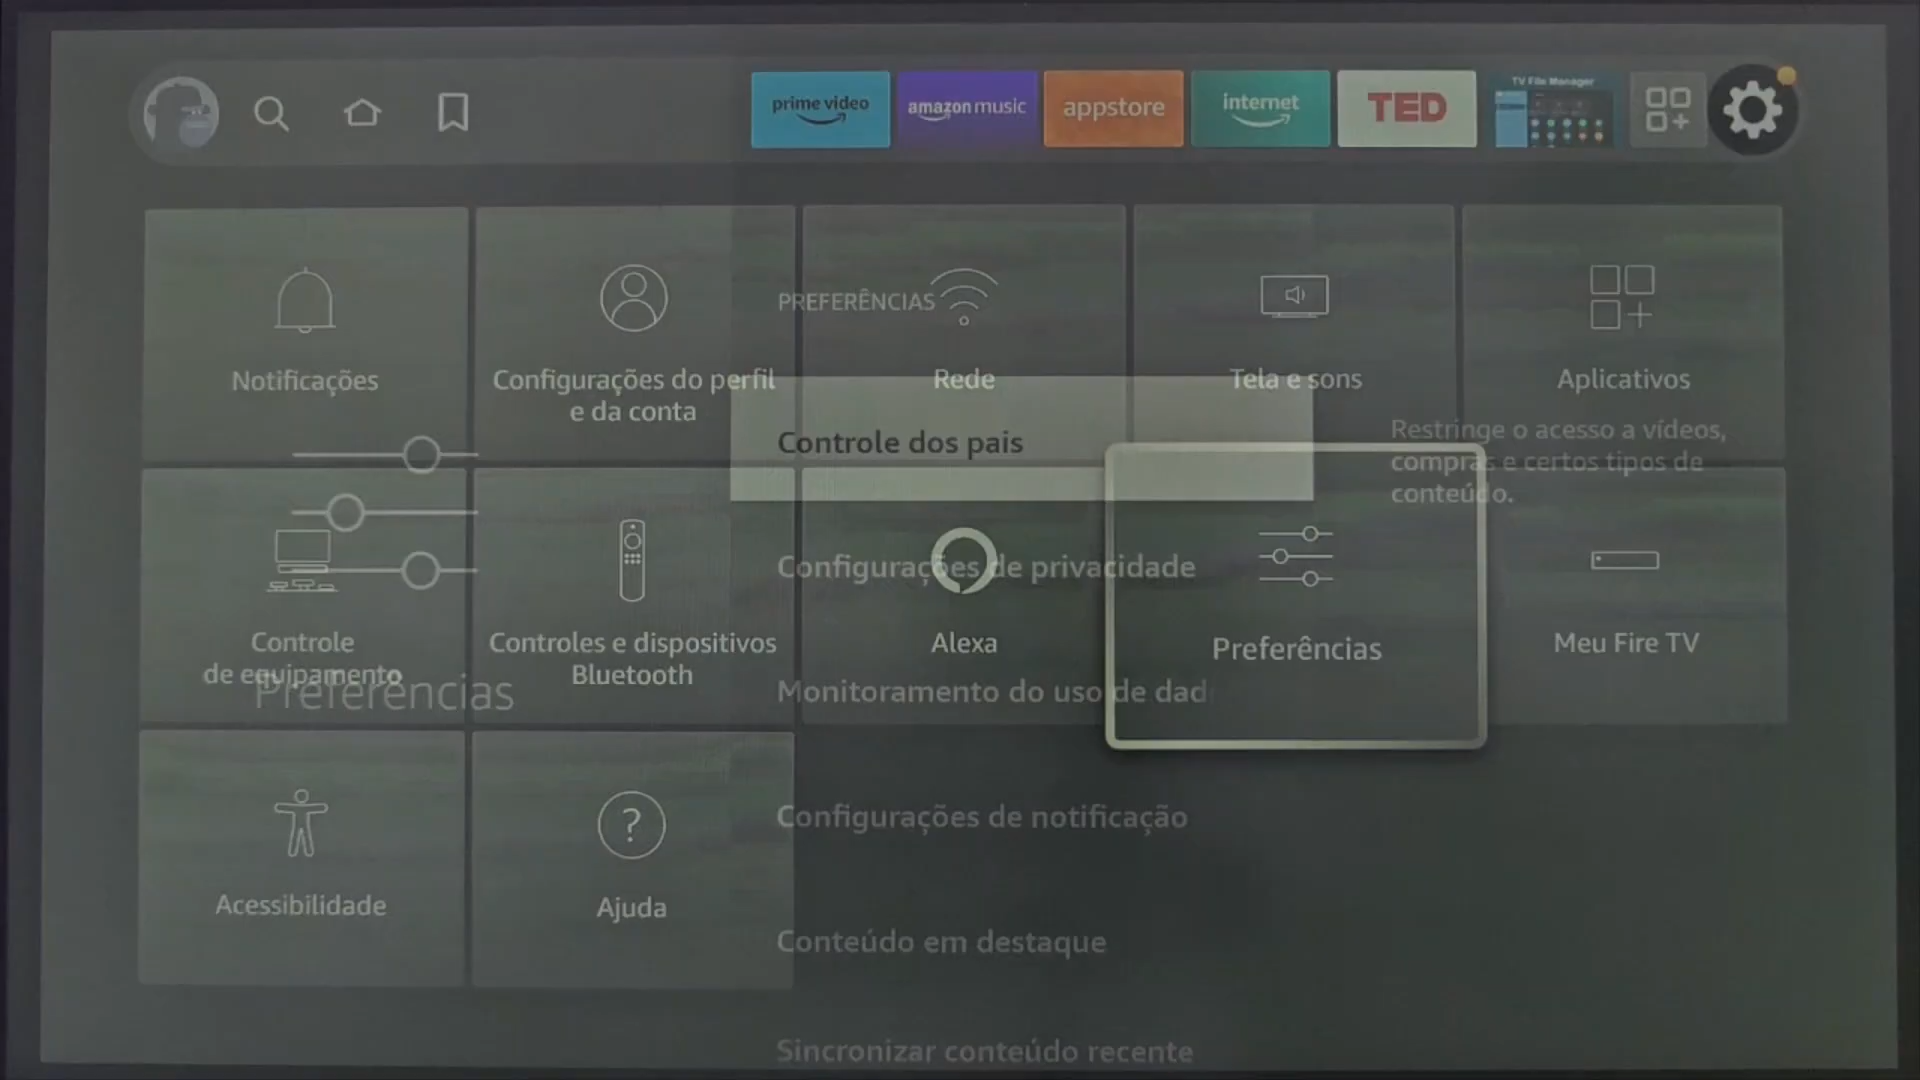 prime video
amazon music
appstore
internet
TED
TV File Manager
Notificações
Configurações do perfil
e da conta
Rede
Tela e sons
Aplicativos
Controle
de equipamento
Controles e dispositivos
Bluetooth
Alexa
Preferências
Meu Fire TV
Acessibilidade
Ajuda
Preferências
PREFERÊNCIAS
Controle dos pais
Configurações de privacidade
Monitoramento do uso de dad
Configurações de notificação
Conteúdo em destaque
Sincronizar conteúdo recente
Restringe o acesso a vídeos,
compras e certos tipos de
conteúdo.